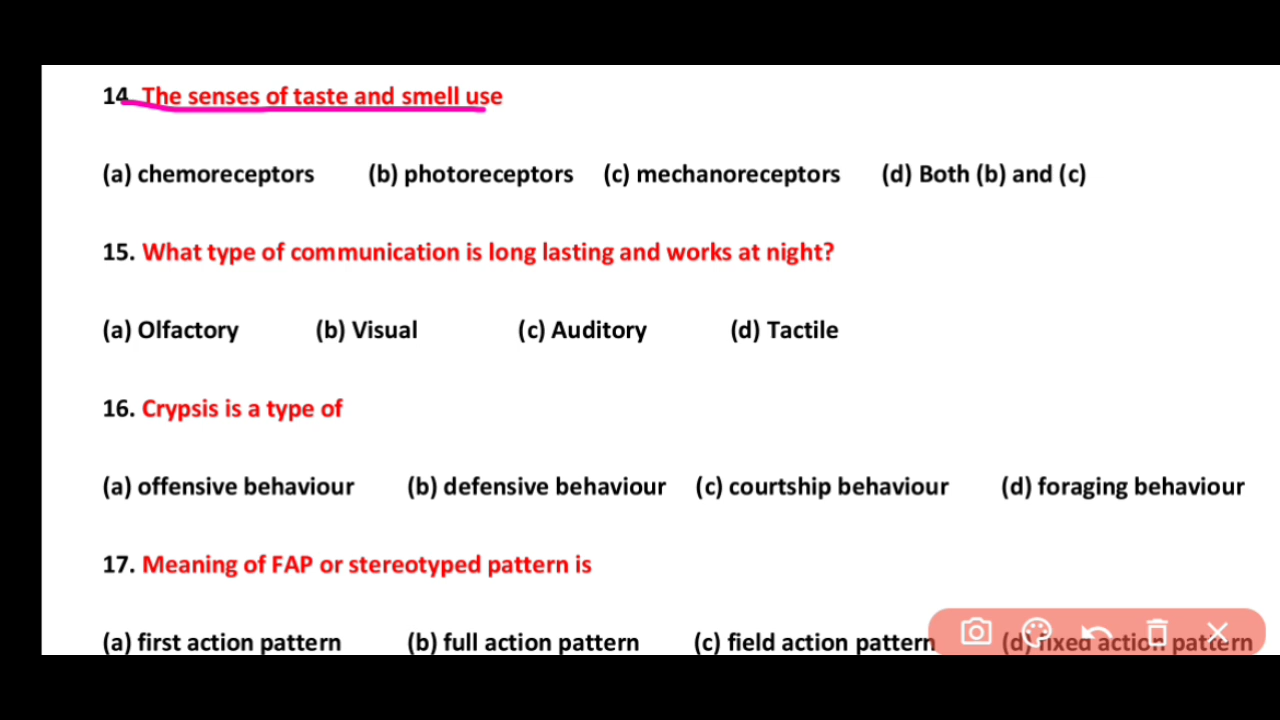 14. The senses of taste and smell use
(a) chemoreceptors (b) photoreceptors (c) mechanoreceptors (d) Both (b) and (c)
15. What type of communication is long lasting and works at night?
(a) Olfactory (b) Visual (c) Auditory (d) Tactile
16. Crypsis is a type of
(a) offensive behaviour (b) defensive behaviour (c) courtship behaviour (d) foraging behaviour
17. Meaning of FAP or stereotyped pattern is
(a) first action pattern (b) full action pattern (c) field action pattern (d) fixed action pattern